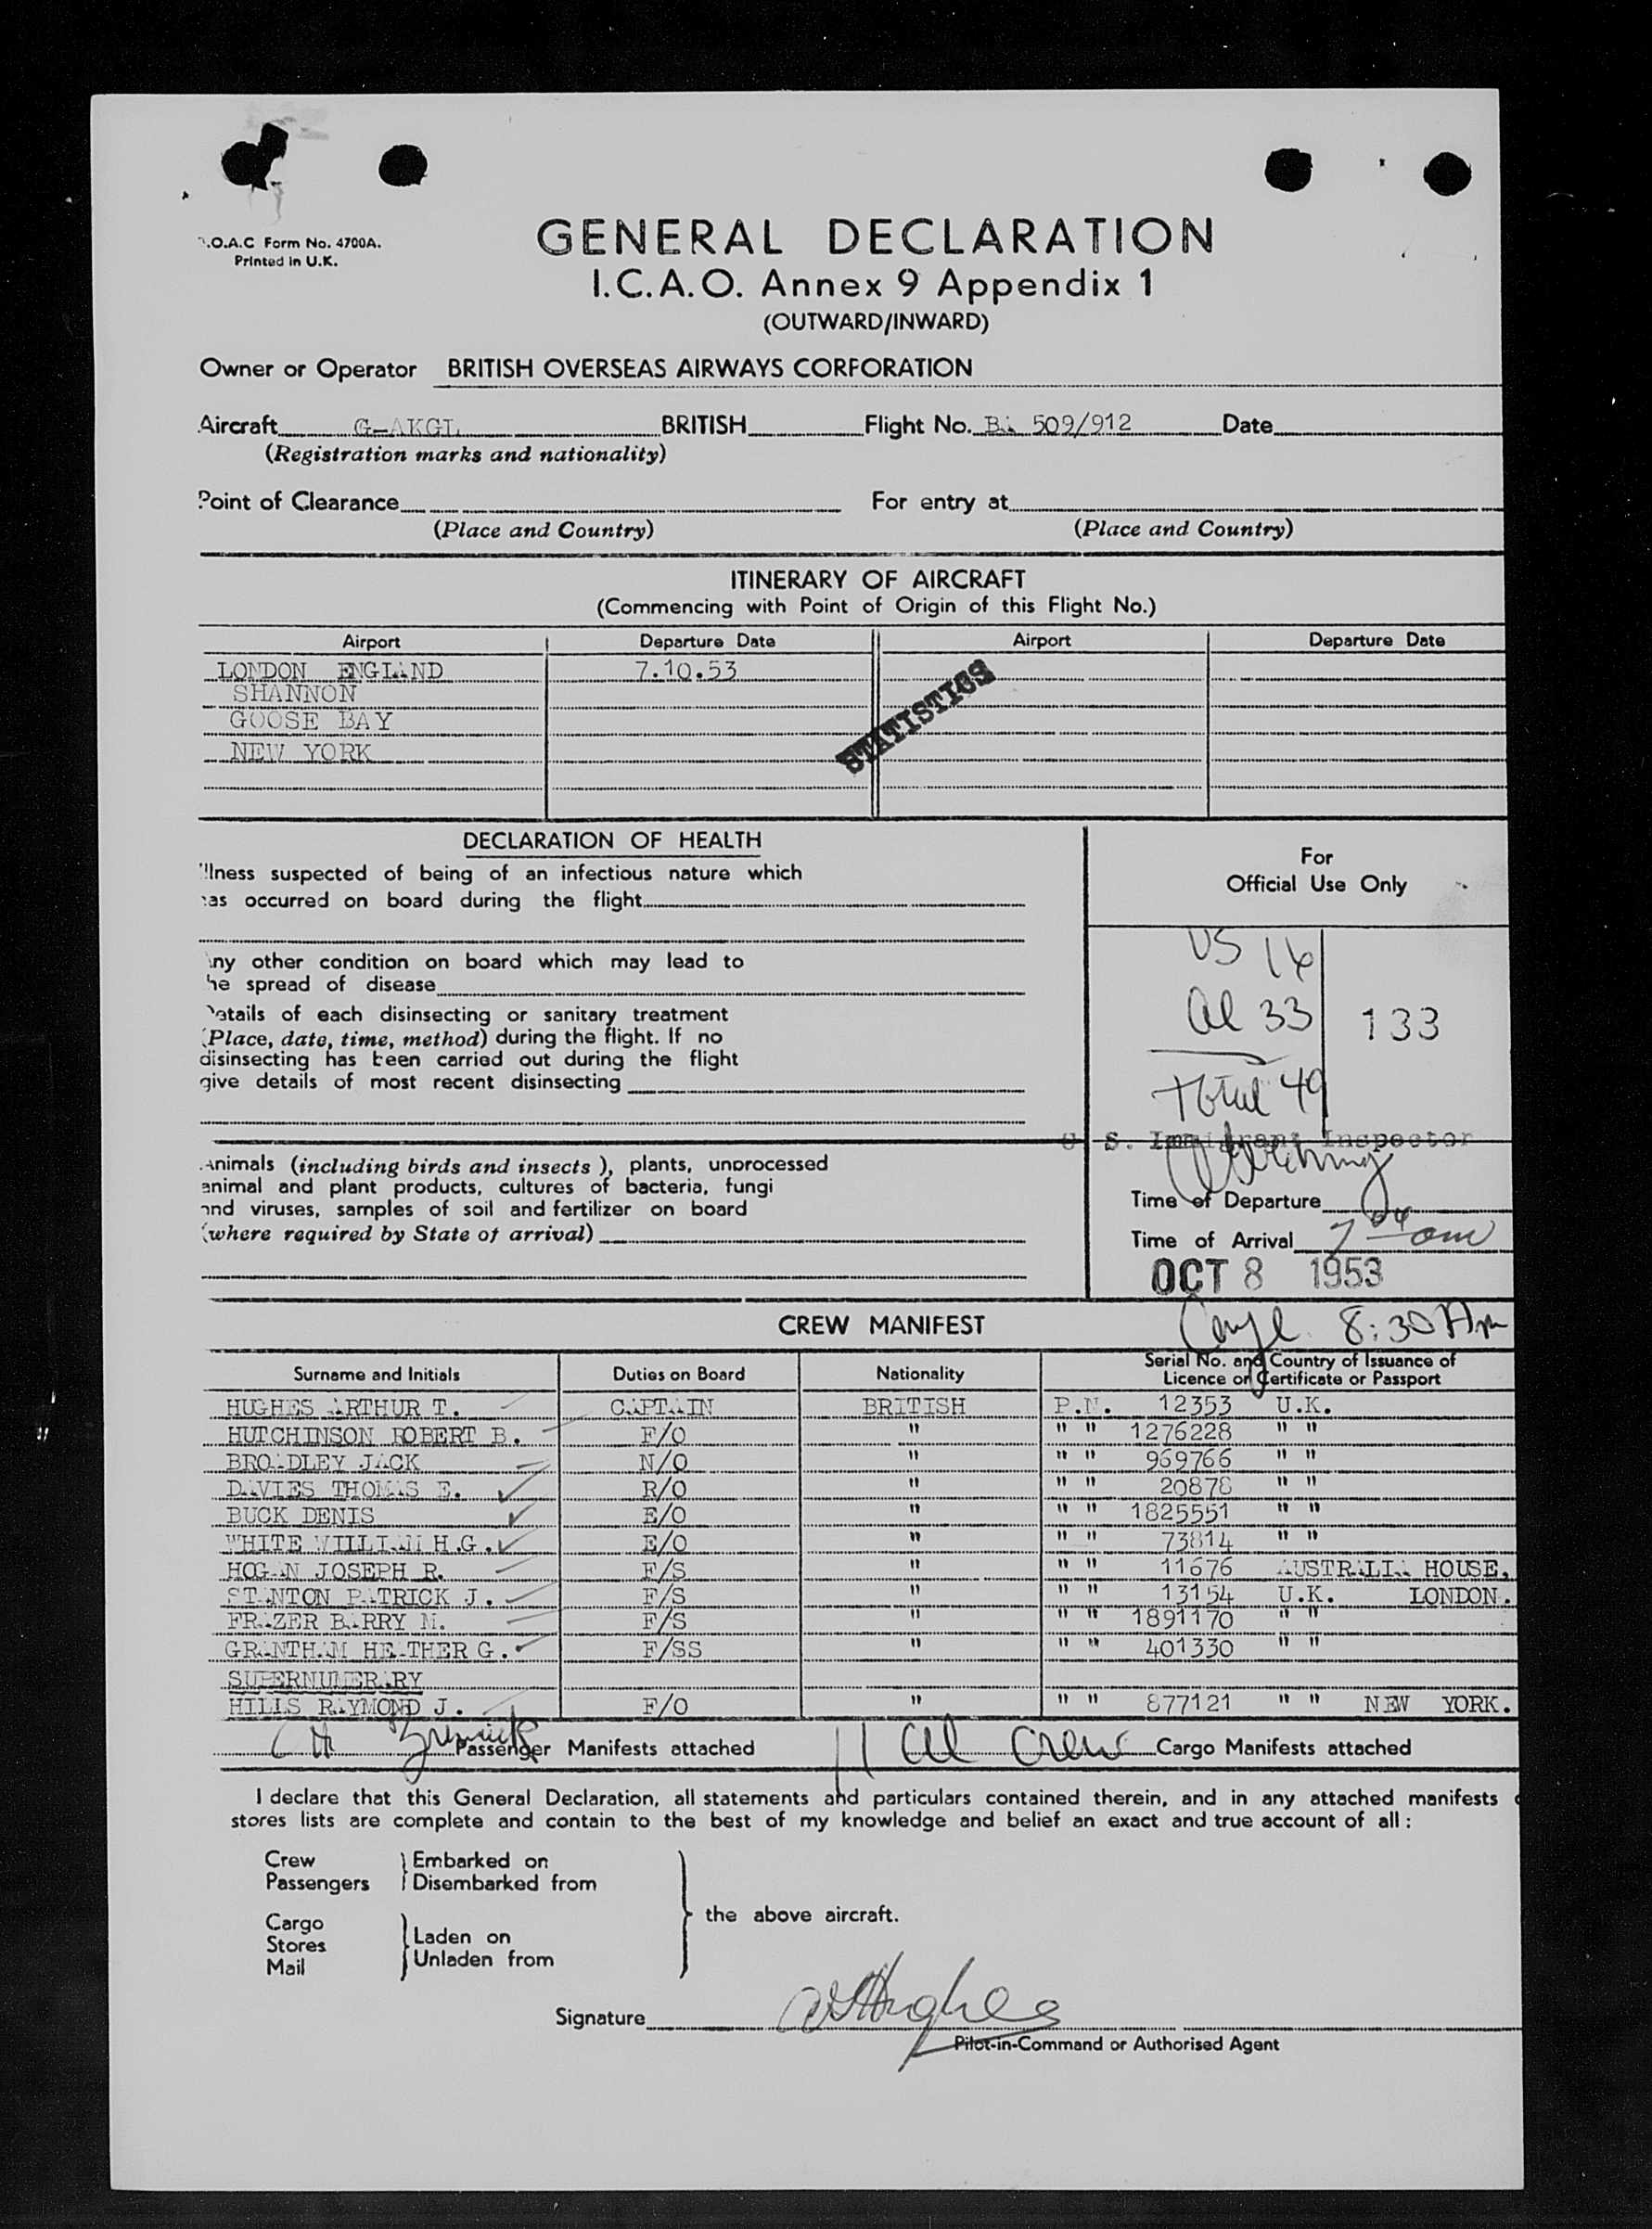 .O.A.C Form No. 4700A.
Printed in U.K.
GENERAL DECLARATION
I.C.A.O. Annex 9 Appendix 1
(OUTWARD/INWARD)
Owner or Operator BRITISH OVERSEAS AIRWAYS CORPORATION
Aircraft G-AKGL BRITISH Flight No. BA 509/912 Date
(Registration marks and nationality)
Point of Clearance For entry at
(Place and Country) (Place and Country)
ITINERARY OF AIRCRAFT
(Commencing with Point of Origin of this Flight No.)
Airport Departure Date Airport Departure Date
LONDON ENGLAND 7.10.53
SHANNON
GOOSE BAY
NEW YORK
STATISTICS
DECLARATION OF HEALTH
Illness suspected of being of an infectious nature which
has occurred on board during the flight
Any other condition on board which may lead to
the spread of disease
Details of each disinsecting or sanitary treatment
(Place, date, time, method) during the flight. If no
disinsecting has been carried out during the flight
give details of most recent disinsecting
Animals (including birds and insects), plants, unprocessed
animal and plant products, cultures of bacteria, fungi
and viruses, samples of soil and fertilizer on board
(where required by State of arrival)
For
Official Use Only
US 16
al 33 133
Total 49
U. S. Immigrant Inspector
Time of Departure
Time of Arrival 7 04 am
OCT 8 1953
8:30 Am
CREW MANIFEST
Surname and Initials Duties on Board Nationality Serial No. and Country of Issuance of Licence or Certificate or Passport
HUGHES ARTHUR T. CAPTAIN BRITISH P.N. 12353 U.K.
HUTCHINSON ROBERT B. F/O " " " 1276228 " "
BROADLEY JACK N/O " " " 969766 " "
DAVIES THOMAS E. R/O " " " 20878 " "
BUCK DENIS E/O " " " 1825551 " "
WHITE WILLIAM H.G. E/O " " " 73814 " "
HOGAN JOSEPH R. F/S " " " 11676 AUSTRALIA HOUSE,
STANTON PATRICK J. F/S " " " 13154 U.K. LONDON.
FRAZER BARRY M. F/S " " " 1891170 " "
GRANTHAM HEATHER G. F/SS " " " 401330 " "
SUPERNUMERARY
HILLS RAYMOND J. F/O " " " 877121 " " NEW YORK.
Passenger Manifests attached 11 al Crew Cargo Manifests attached
I declare that this General Declaration, all statements and particulars contained therein, and in any attached manifests
stores lists are complete and contain to the best of my knowledge and belief an exact and true account of all :
Crew Embarked on
Passengers Disembarked from
the above aircraft.
Cargo
Stores Laden on
Mail Unladen from
Signature A T Hughes
Pilot-in-Command or Authorised Agent